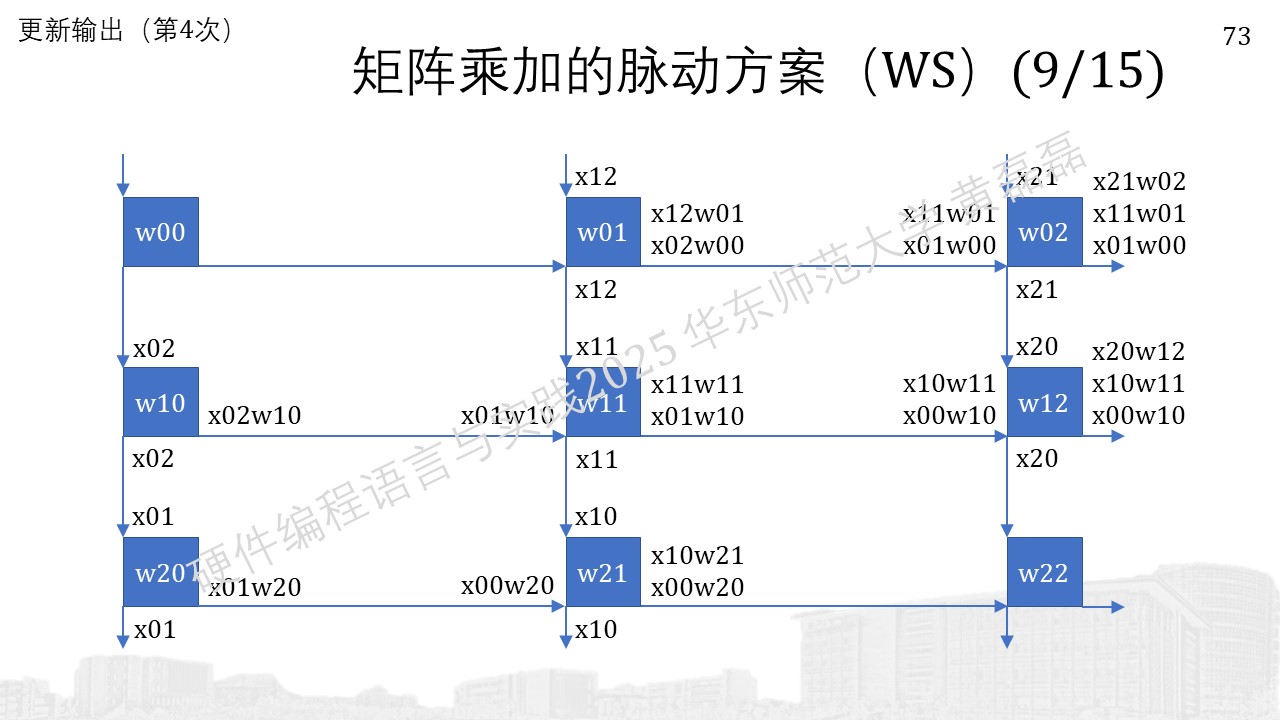 更新输出（第4次）
73
矩阵乘加的脉动方案（WS）(9/15)
x12
x21
x21w02
w00
w01
x12w01
x02w00
x11w01
x01w00
w02
x11w01
x01w00
x12
x21
x02
x11
x20
x20w12
w10
x02w10
x01w10
w11
x11w11
x01w10
x10w11
x00w10
w12
x10w11
x00w10
x02
x11
x20
x01
x10
w20
x01w20
x00w20
w21
x10w21
x00w20
w22
x01
x10
硬件编程语言与实践2025 华东师范大学 黄磊磊